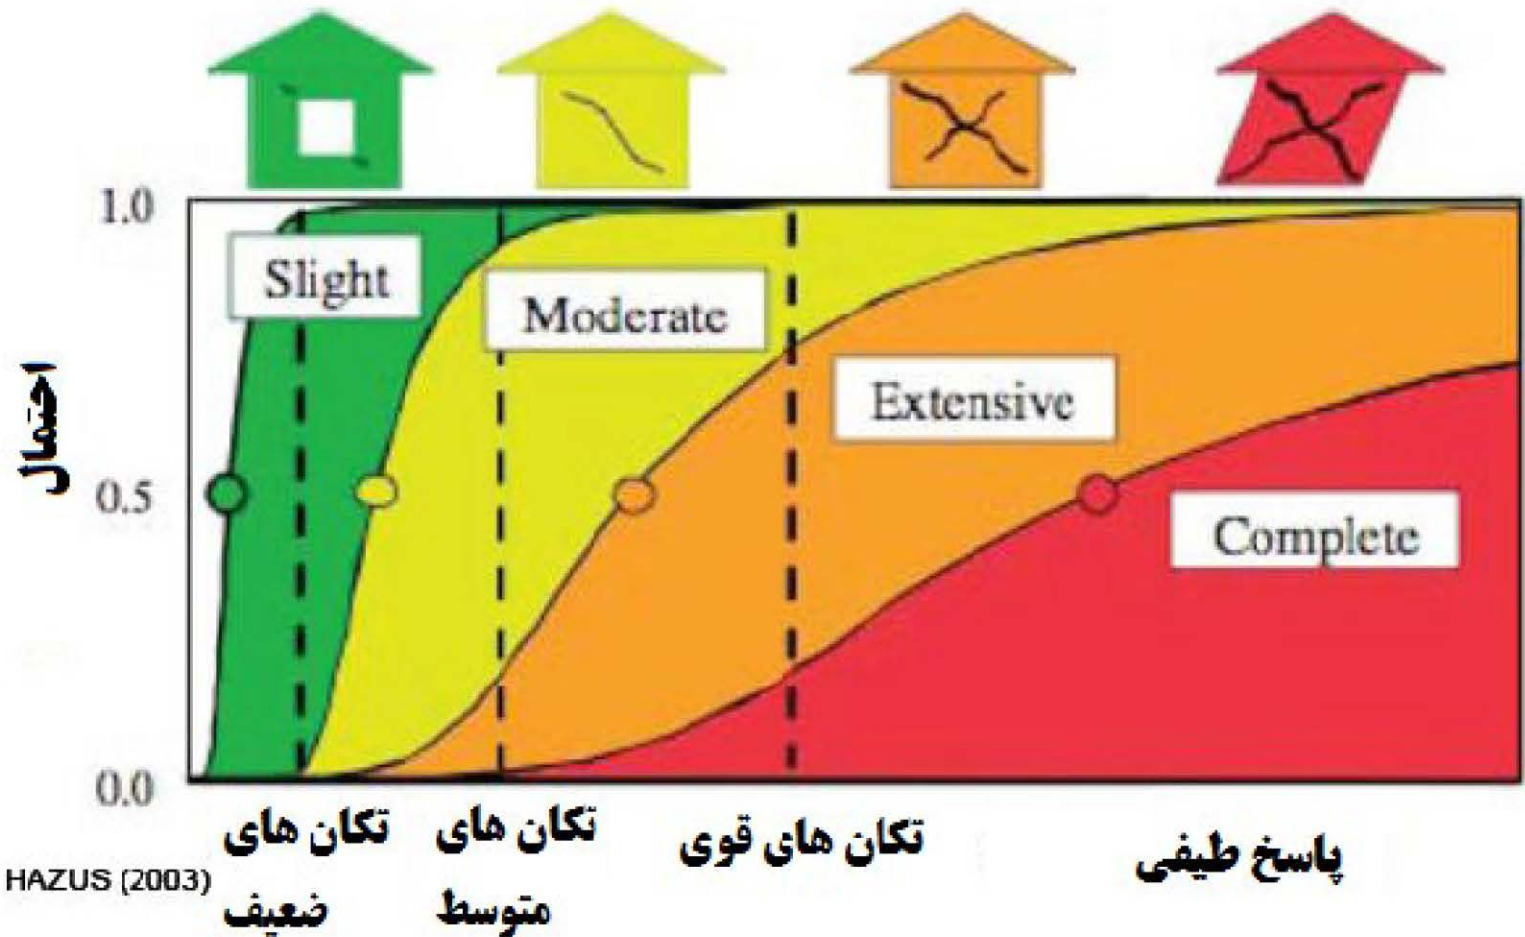 1.0
Slight
Moderate
احتمال
Extensive
0.5
Complete
0.0
تکان های
ضعیف
تکان های
متوسط
تکان های قوی
پاسخ طیفی
HAZUS (2003)